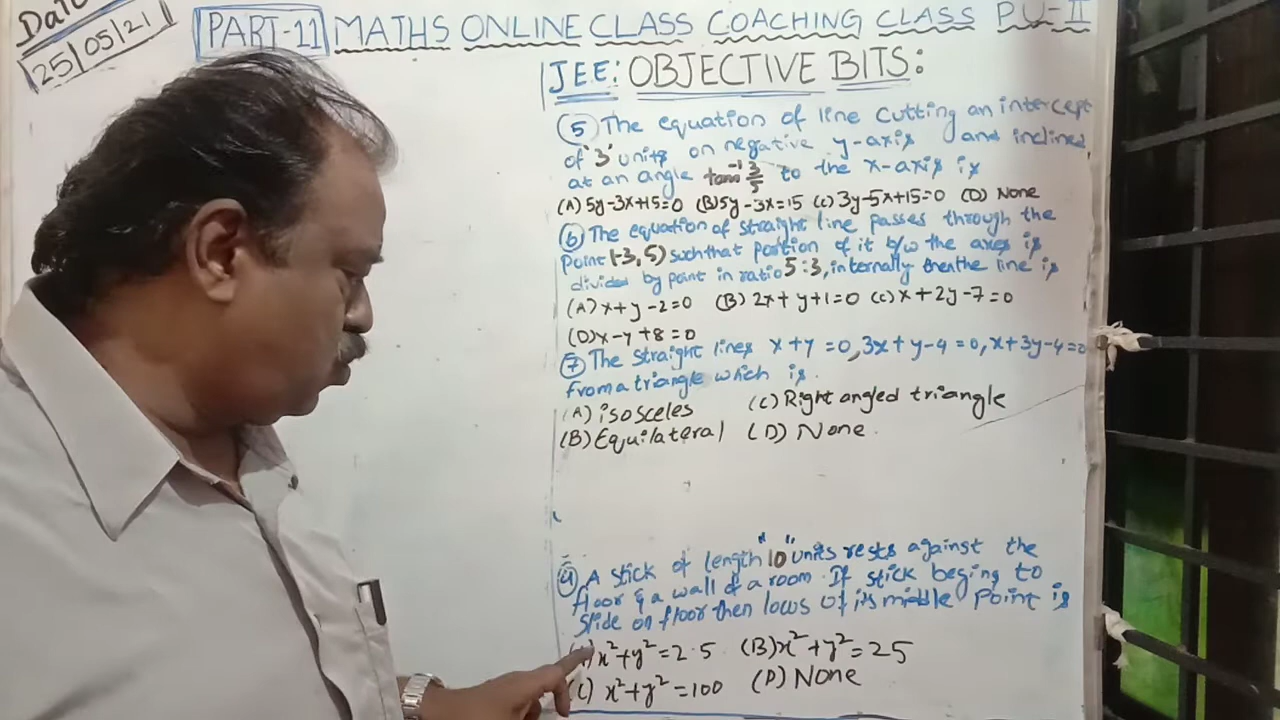 Date
25/05/21
PART-11 MATHS ONLINE CLASS COACHING CLASS P.U-II
JEE: OBJECTIVE BITS:
(5) The equation of line cutting an intercept
of '3' units on negative y-axis and inclined
at an angle tan⁻¹ 3/5 to the x-axis is
(A) 5y-3x+15=0 (B) 5y-3x=15 (C) 3y-5x+15=0 (D) None
(6) The equation of straight line passes through the
point (-3, 5) such that portion of it b/w the axes is
divided by point in ratio 5:3, internally then the line is
(A) x+y-2=0 (B) 2x+y+1=0 (C) x+2y-7=0
(D) x-y+8=0
(7) The straight lines x+y=0, 3x+y-4=0, x+3y-4=0
from a triangle which is.
(A) isosceles (C) Right angled triangle
(B) Equilateral (D) None.
(4) A stick of length "10" units rests against the
floor & a wall of a room. If stick begins to
slide on floor then locus of its middle point is
(A) x²+y²=2.5 (B) x²+y²=25
(C) x²+y²=100 (D) None